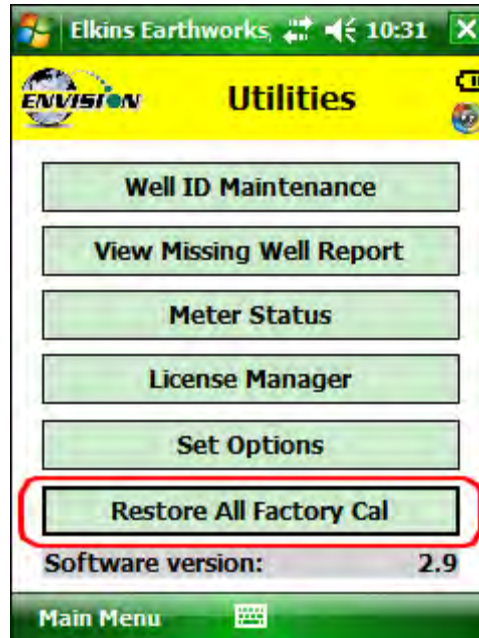 Elkins Earthworks, 10:31
ENVISION Utilities
Well ID Maintenance
View Missing Well Report
Meter Status
License Manager
Set Options
Restore All Factory Cal
Software version: 2.9
Main Menu